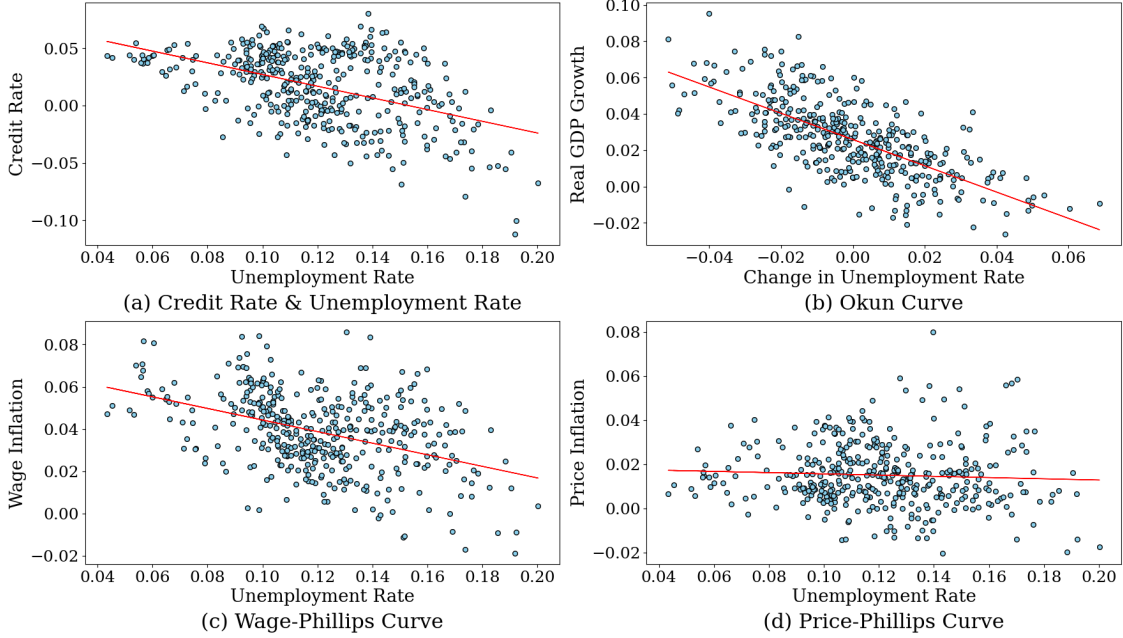 0.05
0.00
−0.05
−0.10
Credit Rate
0.04 0.06 0.08 0.10 0.12 0.14 0.16 0.18 0.20
Unemployment Rate
(a) Credit Rate & Unemployment Rate
0.10
0.08
0.06
0.04
0.02
0.00
−0.02
Real GDP Growth
−0.04 −0.02 0.00 0.02 0.04 0.06
Change in Unemployment Rate
(b) Okun Curve
0.08
0.06
0.04
0.02
0.00
−0.02
Wage Inflation
0.04 0.06 0.08 0.10 0.12 0.14 0.16 0.18 0.20
Unemployment Rate
(c) Wage-Phillips Curve
0.08
0.06
0.04
0.02
0.00
−0.02
Price Inflation
0.04 0.06 0.08 0.10 0.12 0.14 0.16 0.18 0.20
Unemployment Rate
(d) Price-Phillips Curve